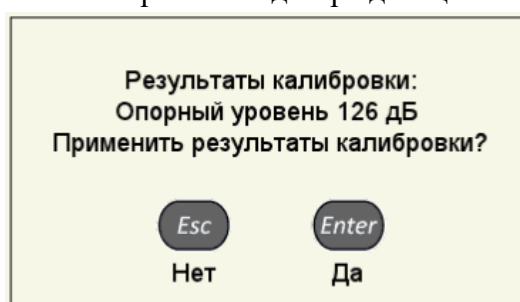 Результаты калибровки:
Опорный уровень 126 дБ
Применить результаты калибровки?
Esc Enter
Нет Да